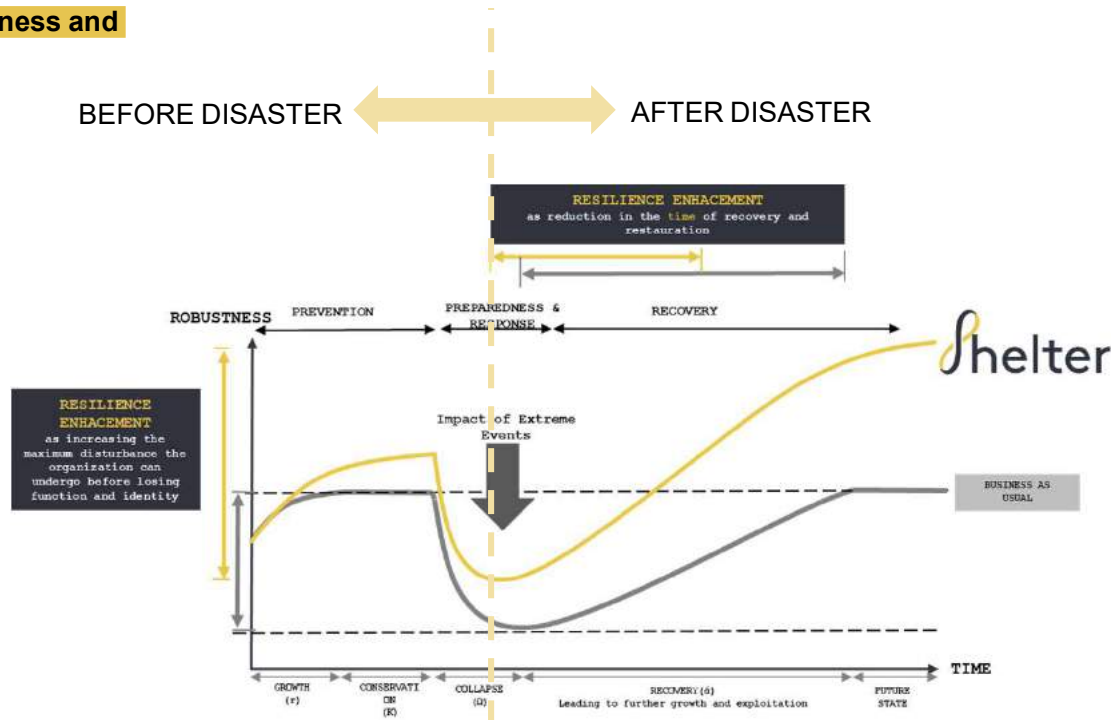 ness and
BEFORE DISASTER
AFTER DISASTER
RESILIENCE ENHACEMENT
as reduction in the time of recovery and
restauration
ROBUSTNESS
PREVENTION
PREPAREDNESS &
RESPONSE
RECOVERY
Shelter
RESILIENCE
ENHACEMENT
as increasing the
maximum disturbance the
organization can
undergo before losing
function and identity
Impact of Extreme
Events
BUSINESS AS
USUAL
TIME
GROWTH
(r)
CONSERVATI
ON
(K)
COLLAPSE
(Ω)
RECOVERY(α)
Leading to further growth and exploitation
FUTURE
STATE